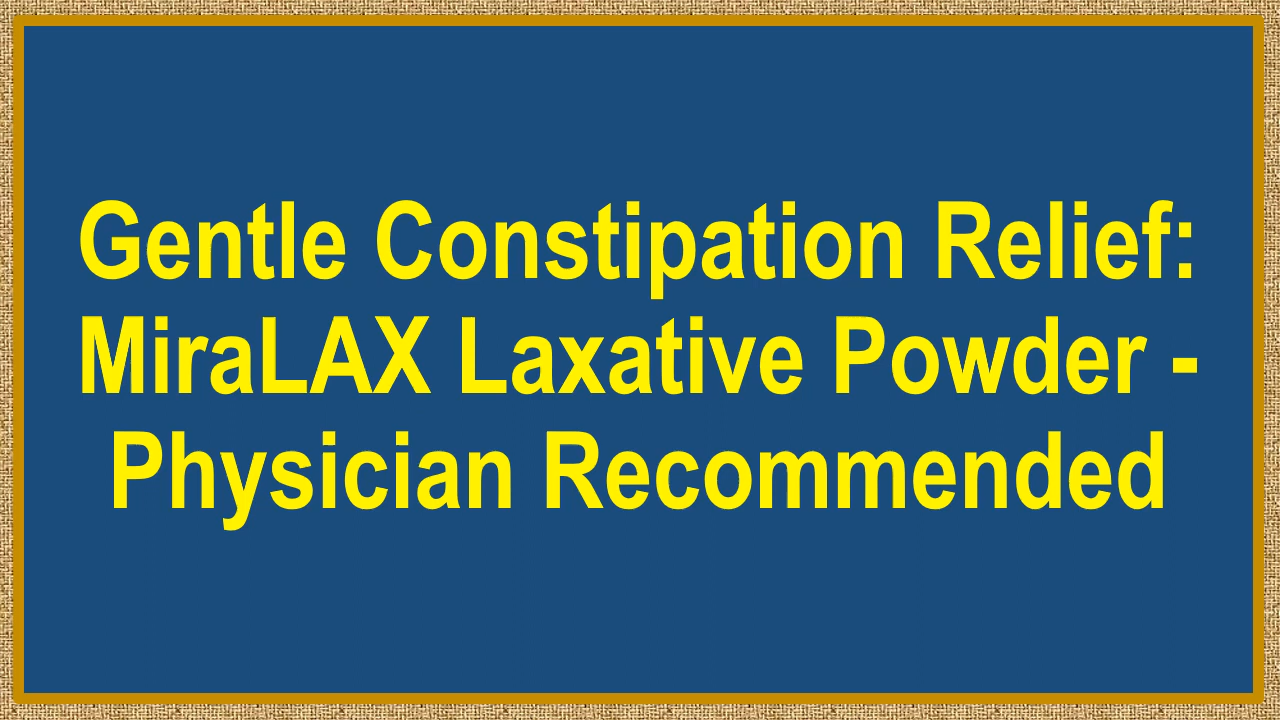 Gentle Constipation Relief:
MiraLAX Laxative Powder -
Physician Recommended